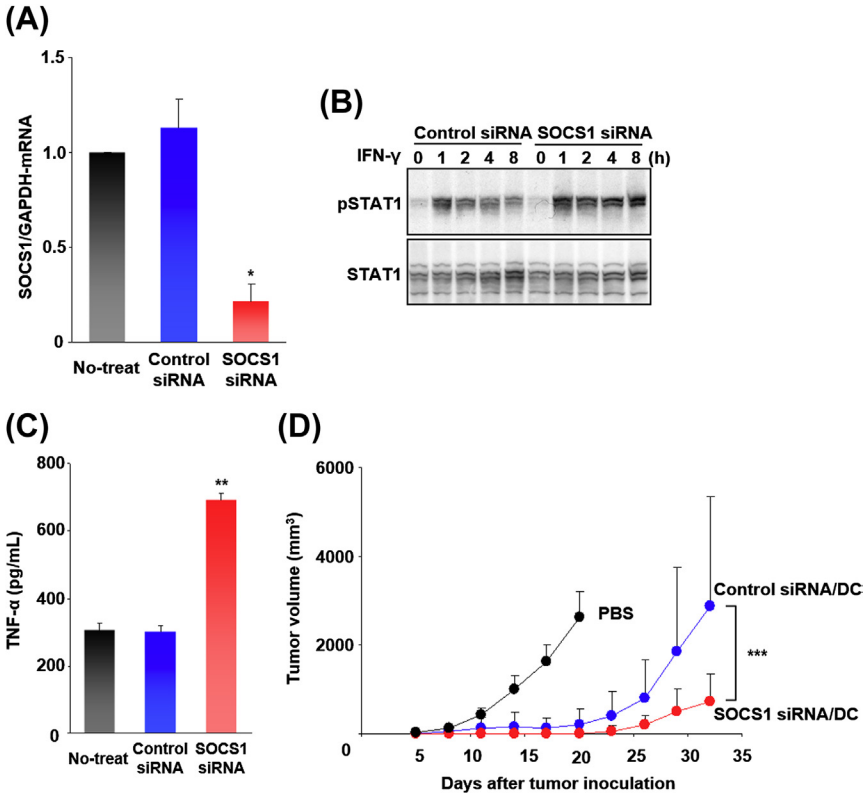 (A)
SOCS1/GAPDH-mRNA
1.5
1.0
0.5
0
*
No-treat
Control
siRNA
SOCS1
siRNA
(B)
Control siRNA SOCS1 siRNA
IFN-γ 0 1 2 4 8 0 1 2 4 8 (h)
pSTAT1
STAT1
(C)
TNF-α (pg/mL)
800
600
400
200
0
**
No-treat
Control
siRNA
SOCS1
siRNA
(D)
Tumor volume (mm³)
6000
4000
2000
0
PBS
Control siRNA/DC
***
SOCS1 siRNA/DC
5 10 15 20 25 30 35
Days after tumor inoculation